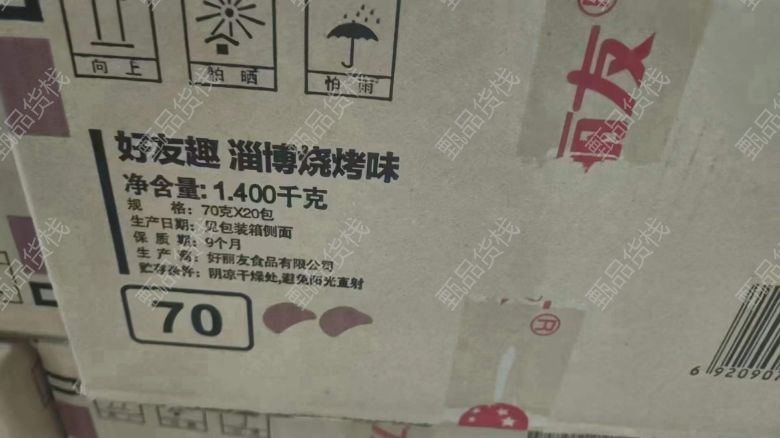 向上
怕晒
怕雨
友
好友趣 淄博烧烤味
净含量: 1.400千克
规 格: 70克X20包
生产日期: 见包装箱侧面
保 质 期: 9个月
生 产 商: 好丽友食品有限公司
贮存条件: 阴凉干燥处,避免阳光直射
70
®
6 920907
甄品货栈